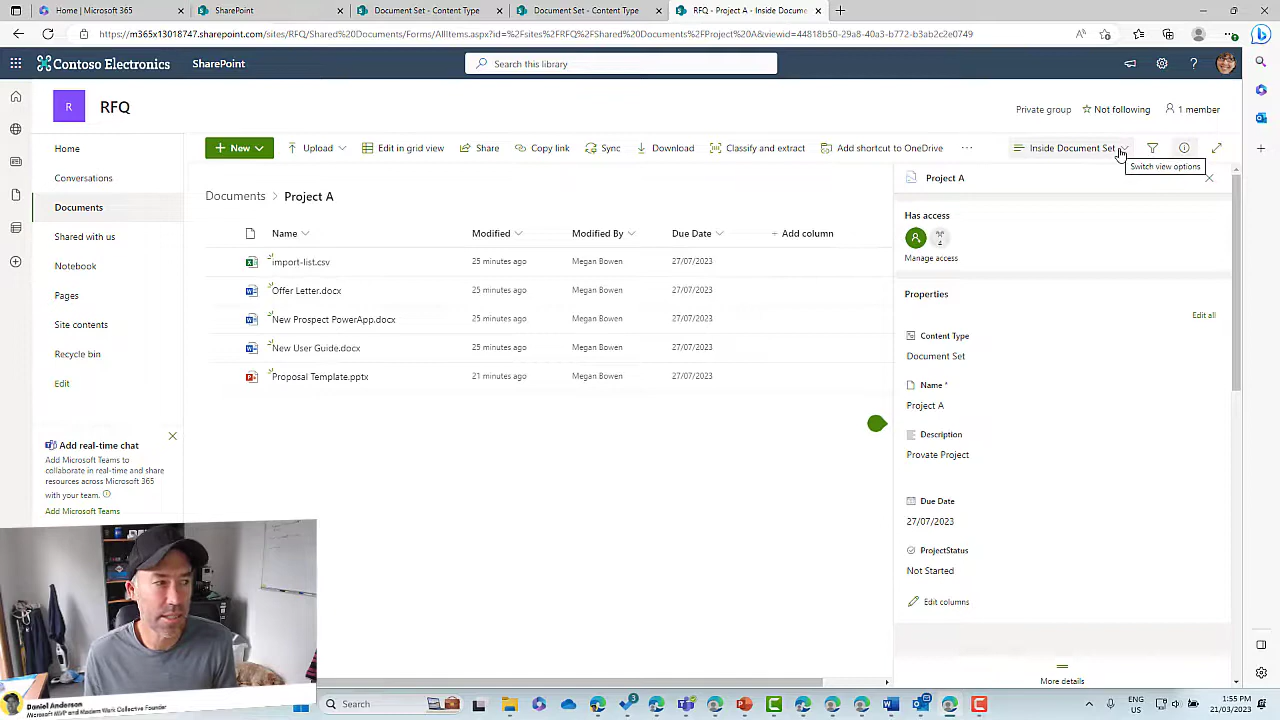 Home | Microsoft 365
SharePoint
Document Set - Content Type
Document Set - Content Type
RFQ - Project A - Inside Docume
https://m365x13018747.sharepoint.com/sites/RFQ/Shared%20Documents/Forms/AllItems.aspx?id=%2Fsites%2FRFQ%2FShared%20Documents%2FProject%20A&viewid=44818b50-29a8-40a3-b772-b3ab2c2e0749
Contoso Electronics
SharePoint
Search this library
R
RFQ
Private group
Not following
1 member
New
Upload
Edit in grid view
Share
Copy link
Sync
Download
Classify and extract
Add shortcut to OneDrive
Inside Document Set
Switch view options
Home
Conversations
Documents
Shared with us
Notebook
Pages
Site contents
Recycle bin
Edit
Documents > Project A
Name
Modified
Modified By
Due Date
Add column
import-list.csv
25 minutes ago
Megan Bowen
27/07/2023
Offer Letter.docx
25 minutes ago
Megan Bowen
27/07/2023
New Prospect PowerApp.docx
25 minutes ago
Megan Bowen
27/07/2023
New User Guide.docx
25 minutes ago
Megan Bowen
27/07/2023
Proposal Template.pptx
21 minutes ago
Megan Bowen
27/07/2023
Project A
Has access
Manage access
Properties
Edit all
Content Type
Document Set
Name *
Project A
Description
Provate Project
Due Date
27/07/2023
ProjectStatus
Not Started
Edit columns
More details
Add real-time chat
Add Microsoft Teams to
collaborate in real-time and share
resources across Microsoft 365
with your team.
Add Microsoft Teams
Daniel Anderson
Microsoft MVP and Modern Work Collective Founder
Search
3
ENG
US
1:55 PM
21/03/2023